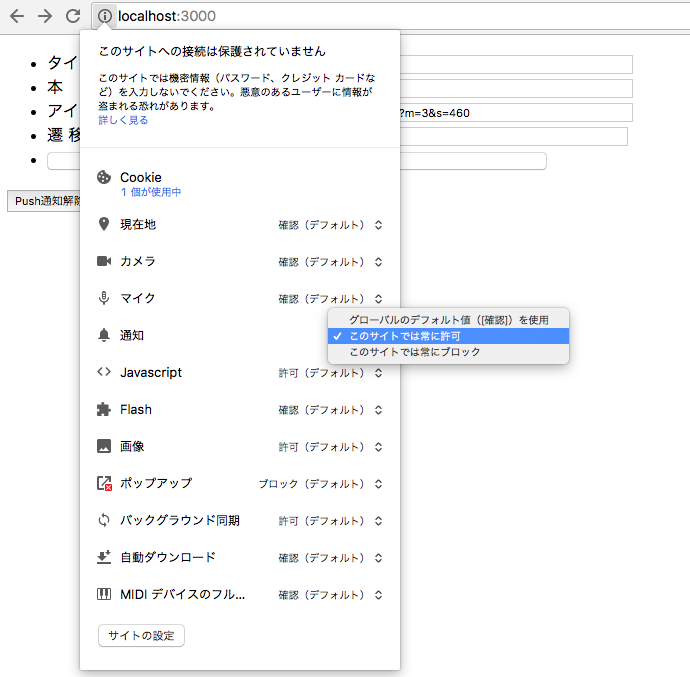 localhost:3000
このサイトへの接続は保護されていません
このサイトでは機密情報（パスワード、クレジット カードな
ど）を入力しないでください。悪意のあるユーザーに情報が
盗まれる恐れがあります。
詳しく見る
タイ
本
アイ
?m=3&s=460
遷 移
Push通知解除
Cookie
1 個が使用中
現在地 確認（デフォルト）
カメラ 確認（デフォルト）
マイク 確認（デフォルト）
通知
グローバルのデフォルト値（[確認]）を使用
✓ このサイトでは常に許可
このサイトでは常にブロック
Javascript 許可（デフォルト）
Flash 確認（デフォルト）
画像 許可（デフォルト）
ポップアップ ブロック（デフォルト）
バックグラウンド同期 許可（デフォルト）
自動ダウンロード 確認（デフォルト）
MIDI デバイスのフル... 確認（デフォルト）
サイトの設定